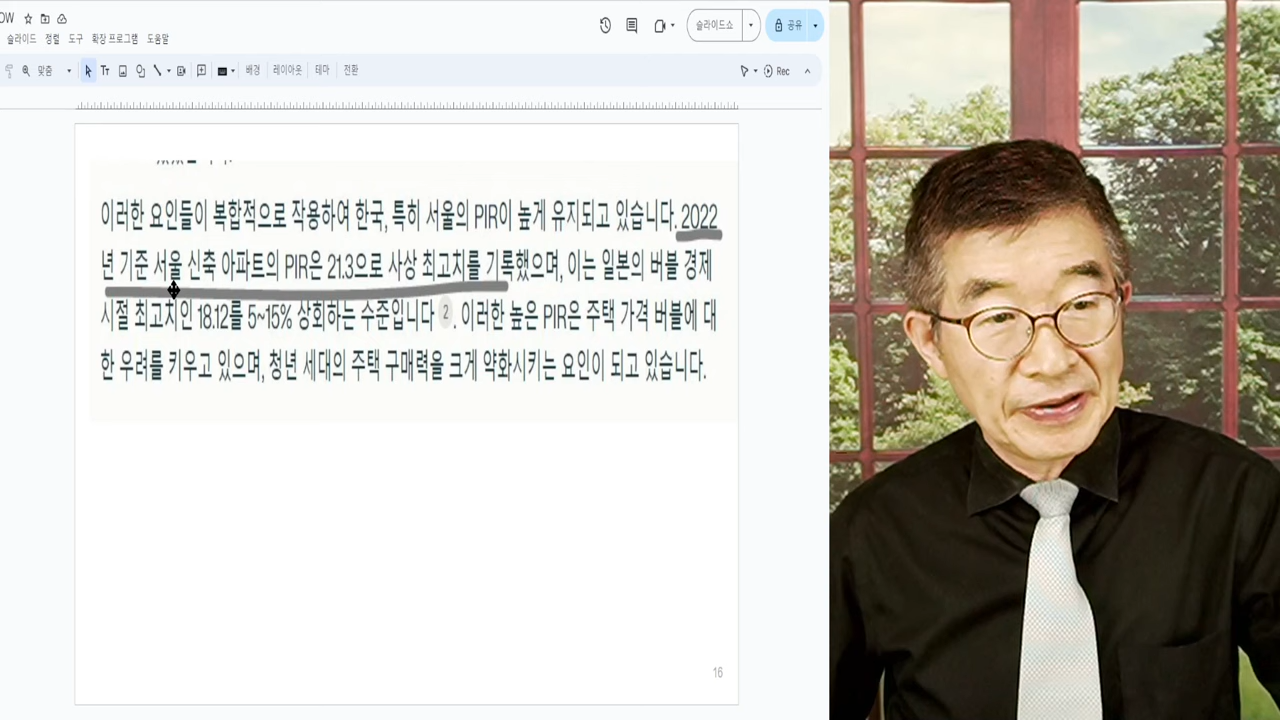 OW
슬라이드 정렬 도구 확장 프로그램 도움말
슬라이드쇼
공유
맞춤
배경 레이아웃 테마 전환
Rec
이러한 요인들이 복합적으로 작용하여 한국, 특히 서울의 PIR이 높게 유지되고 있습니다. 2022
년 기준 서울 신축 아파트의 PIR은 21.3으로 사상 최고치를 기록했으며, 이는 일본의 버블 경제
시절 최고치인 18.12를 5~15% 상회하는 수준입니다 2 . 이러한 높은 PIR은 주택 가격 버블에 대
한 우려를 키우고 있으며, 청년 세대의 주택 구매력을 크게 약화시키는 요인이 되고 있습니다.
16